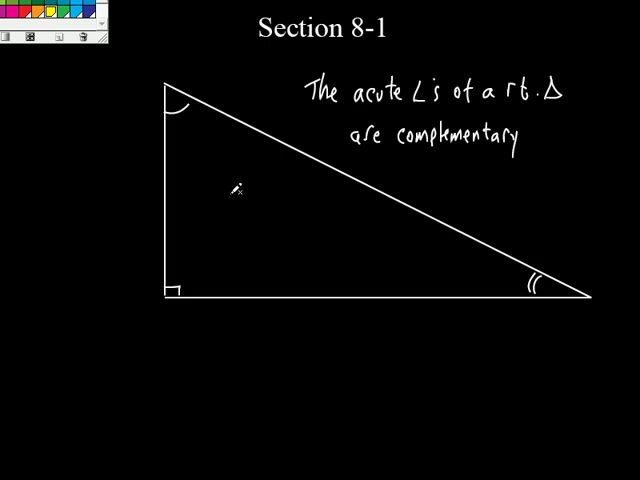 Section 8-1
The acute ∠'s of a rt. Δ
are complementary